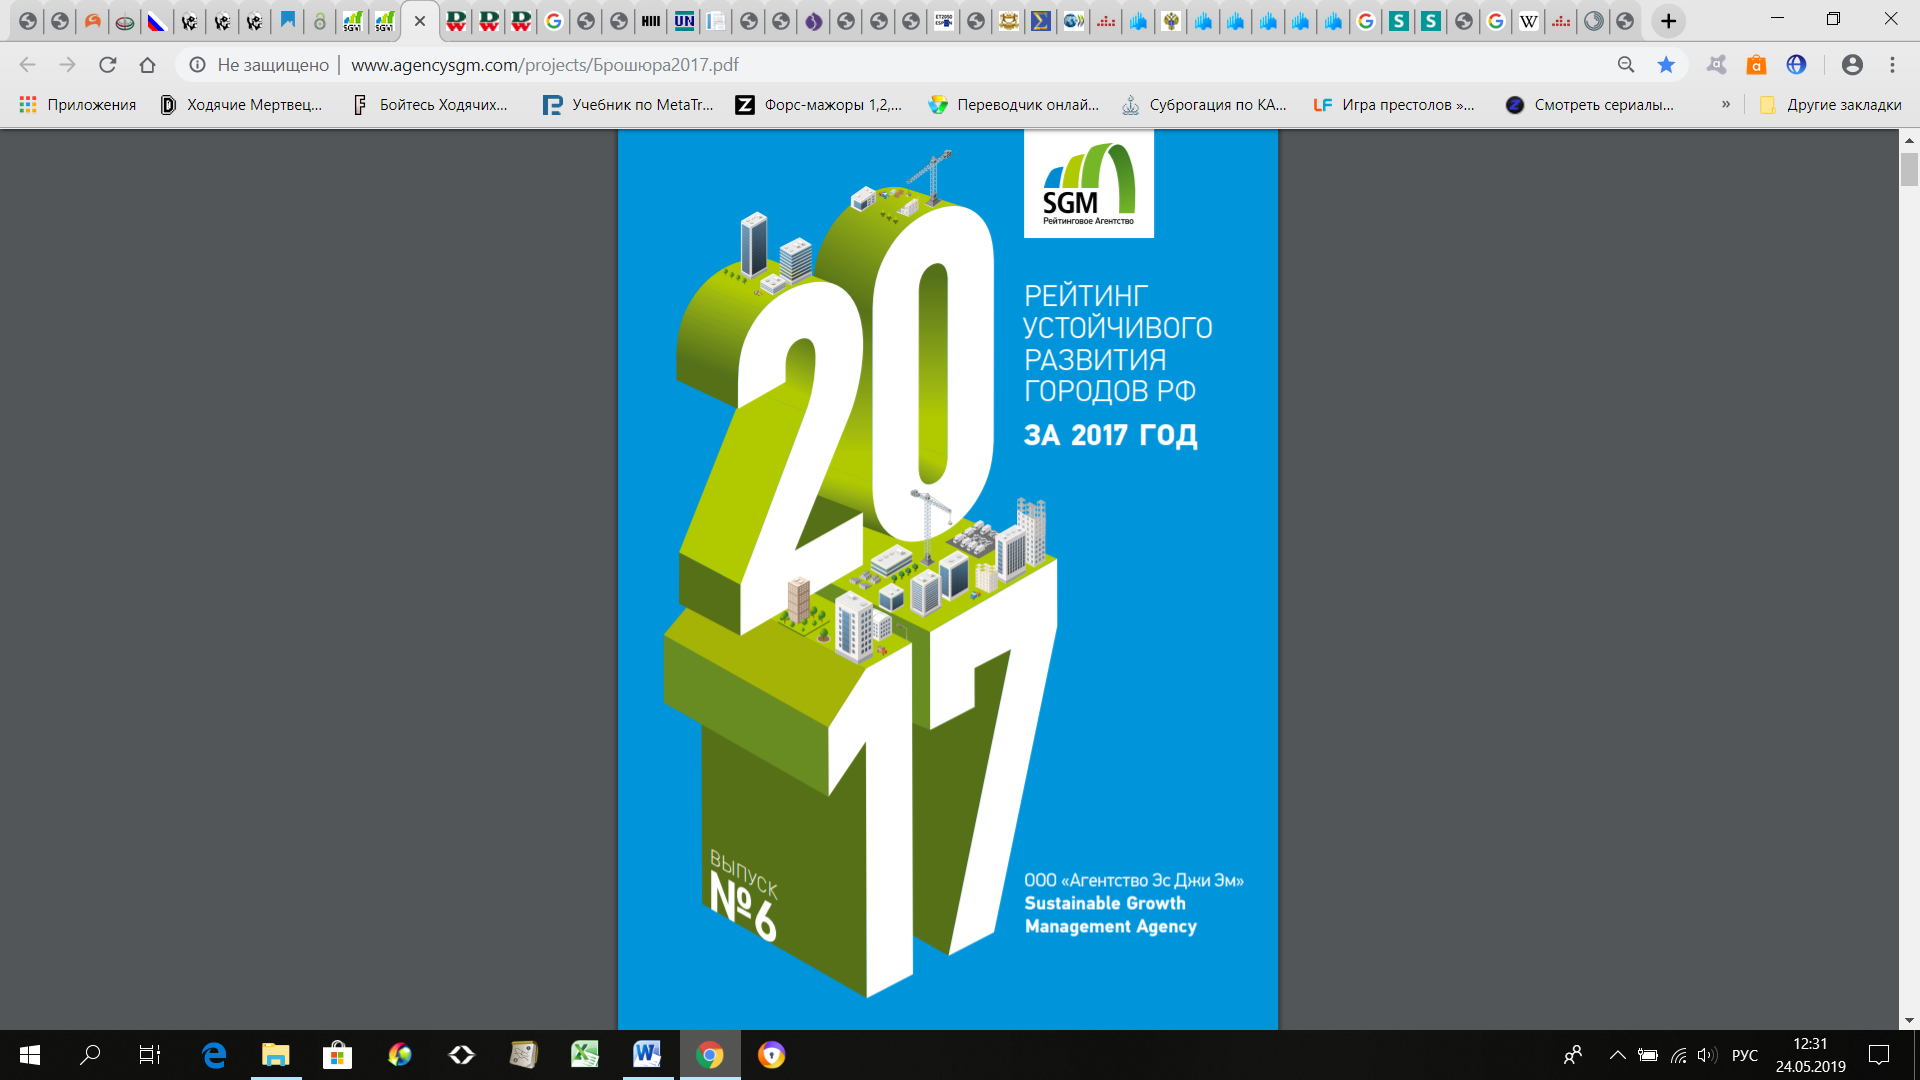 Не защищено
www.agencysgm.com/projects/Брошюра2017.pdf
Приложения
Ходячие Мертвец...
Бойтесь Ходячих...
Учебник по MetaTr...
Форс-мажоры 1,2,...
Переводчик онлай...
Суброгация по КА...
Игра престолов »...
Смотреть сериалы...
»
Другие закладки
SGM
Рейтинговое Агентство
РЕЙТИНГ
УСТОЙЧИВОГО
РАЗВИТИЯ
ГОРОДОВ РФ
ЗА 2017 ГОД
20
17
ВЫПУСК
№6
ООО «Агентство Эс Джи Эм»
Sustainable Growth
Management Agency
РУС
12:31
24.05.2019